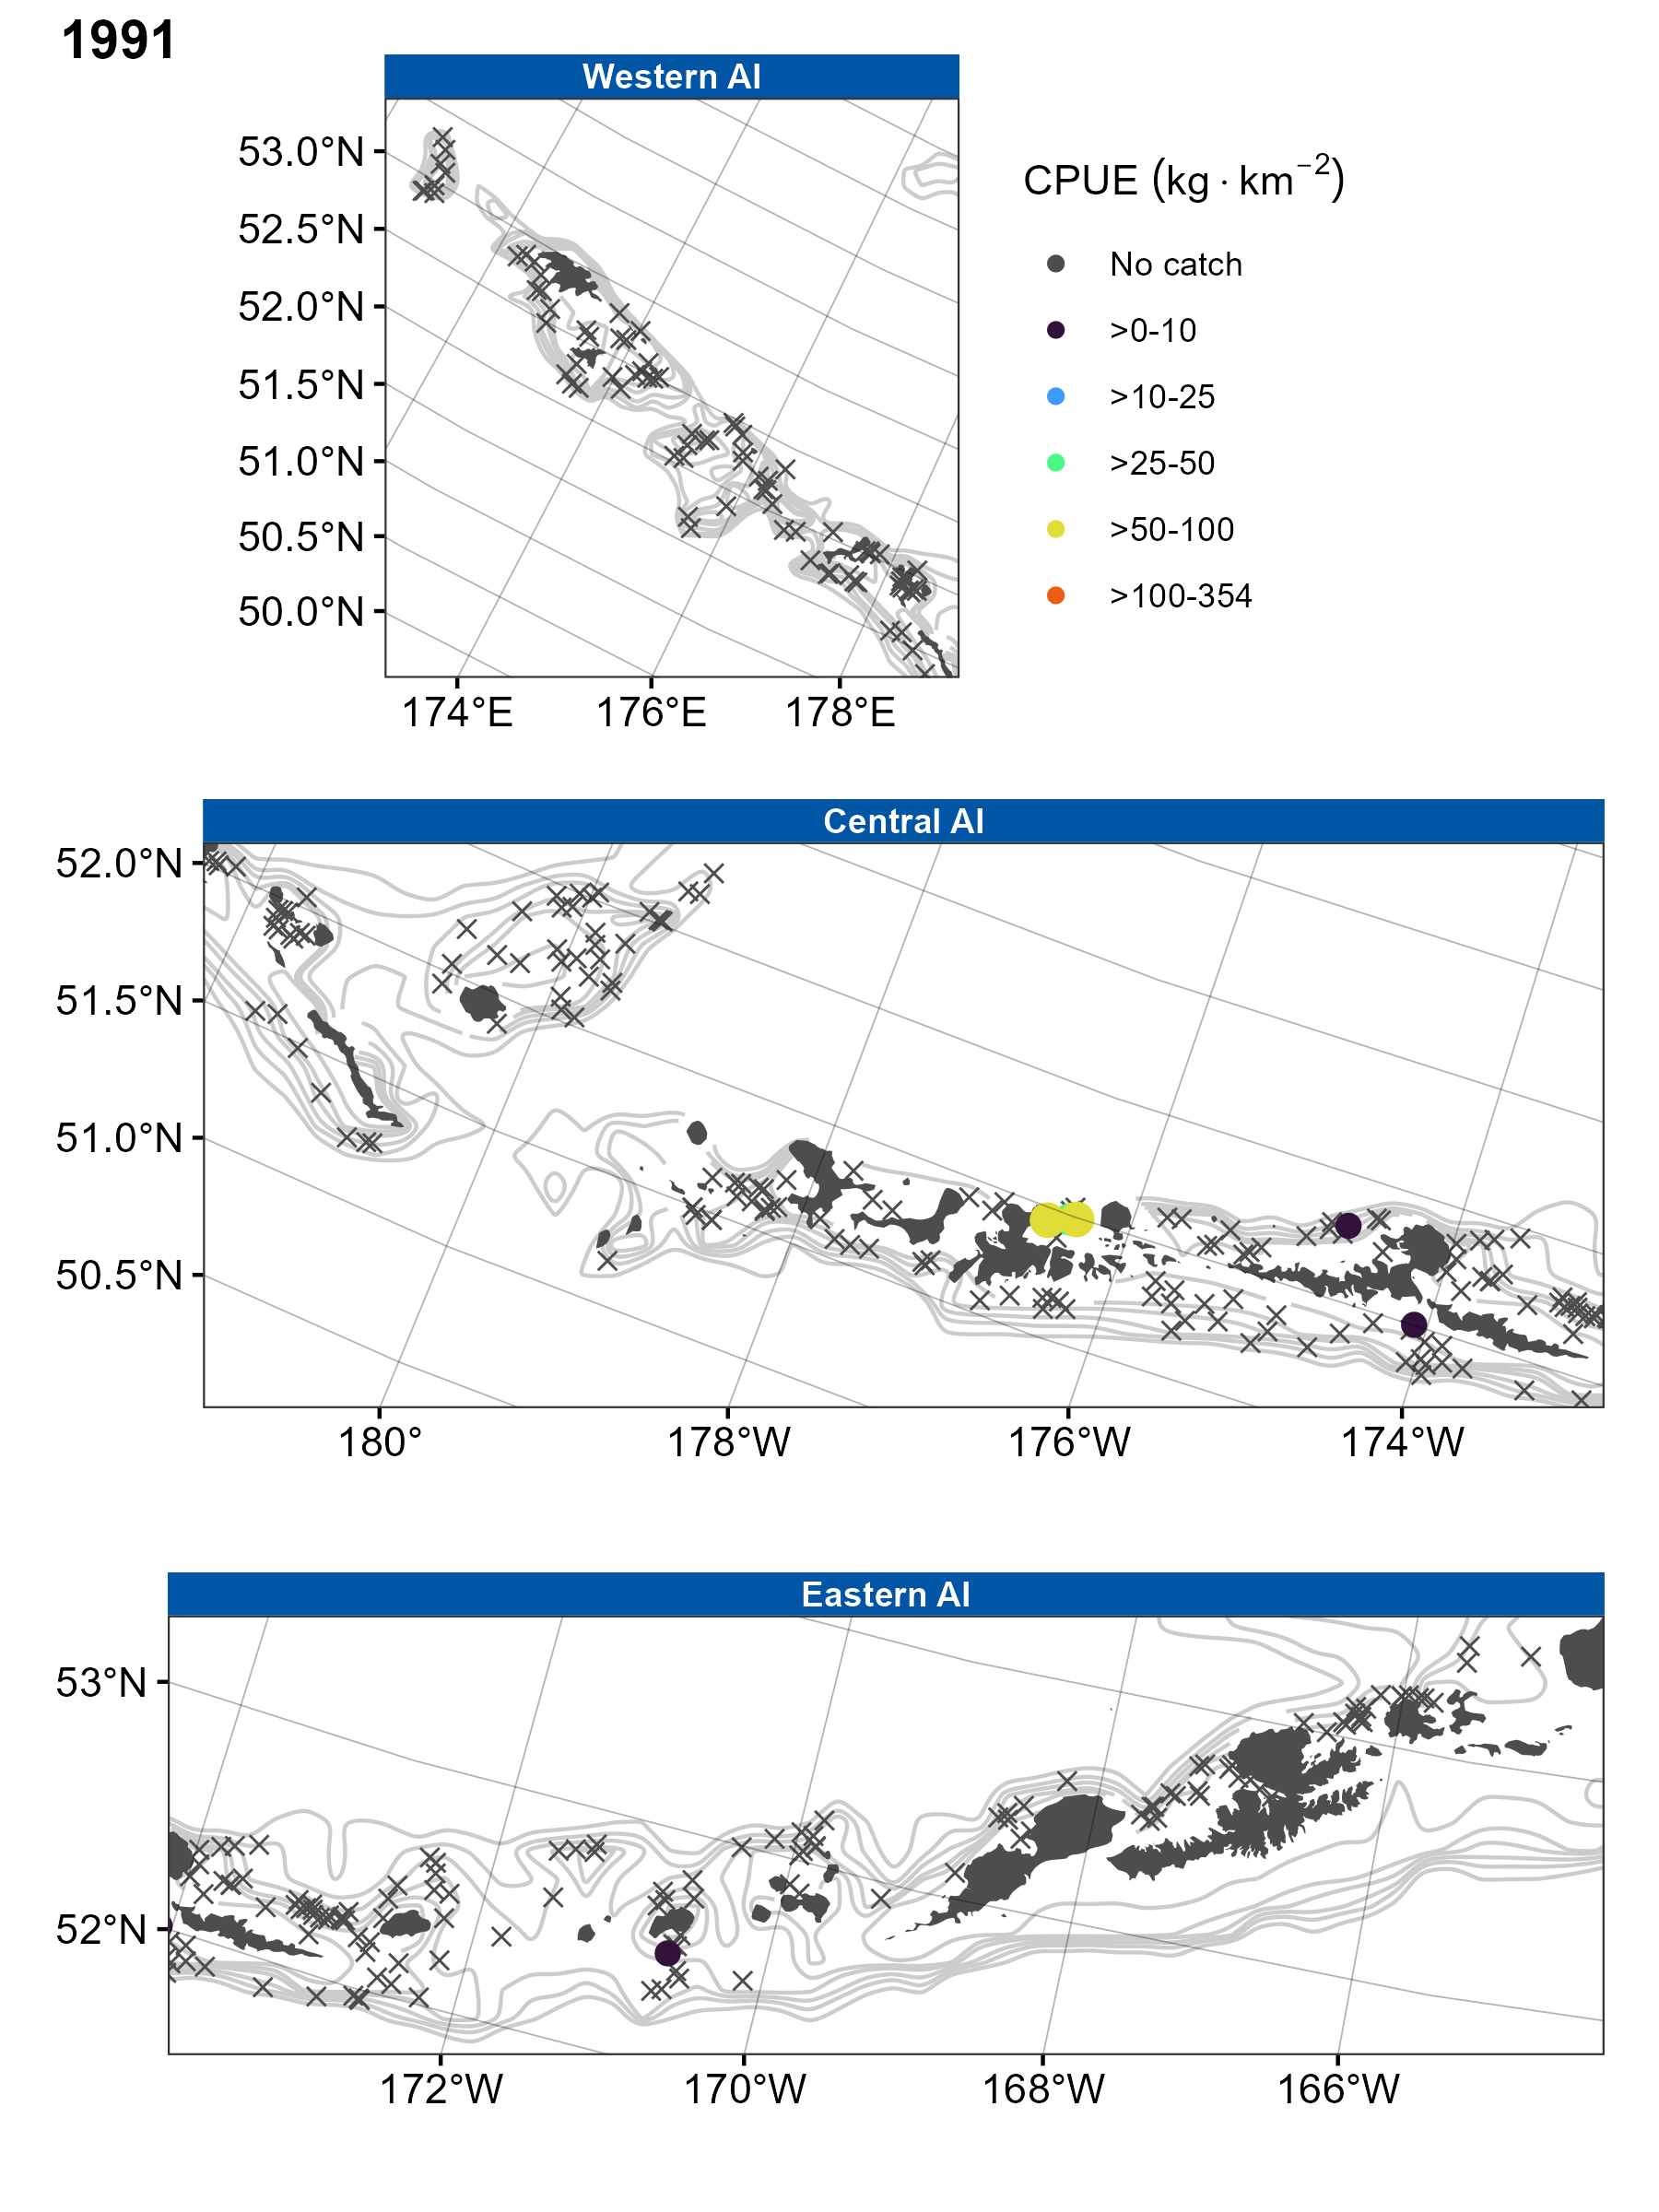 1991
Western AI
53.0°N
52.5°N
52.0°N
51.5°N
51.0°N
50.5°N
50.0°N
174°E 176°E 178°E
CPUE (kg · km⁻²)
No catch
>0-10
>10-25
>25-50
>50-100
>100-354
Central AI
52.0°N
51.5°N
51.0°N
50.5°N
180° 178°W 176°W 174°W
Eastern AI
53°N
52°N
172°W 170°W 168°W 166°W